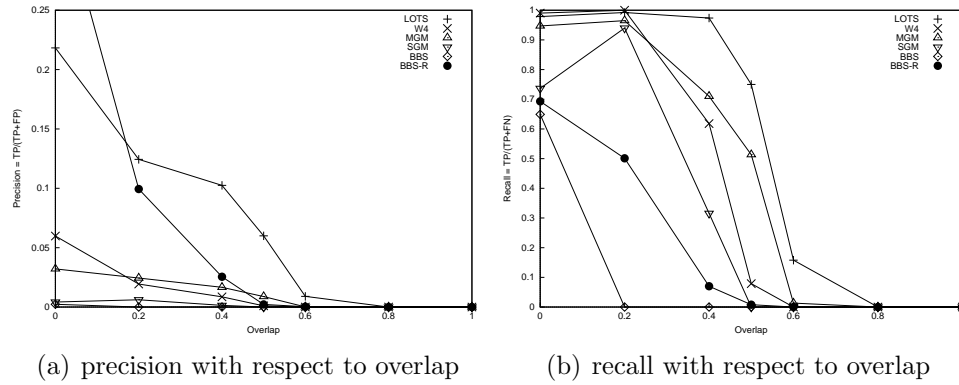 0.25
0.2
0.15
0.1
0.05
0
0 0.2 0.4 0.6 0.8 1
Precision = TP/(TP+FP)
Overlap
LOTS
W4
MGM
SGM
BBS
BBS-R
(a) precision with respect to overlap
1
0.9
0.8
0.7
0.6
0.5
0.4
0.3
0.2
0.1
0
0 0.2 0.4 0.6 0.8
Recall = TP/(TP+FN)
Overlap
LOTS
W4
MGM
SGM
BBS
BBS-R
(b) recall with respect to overlap